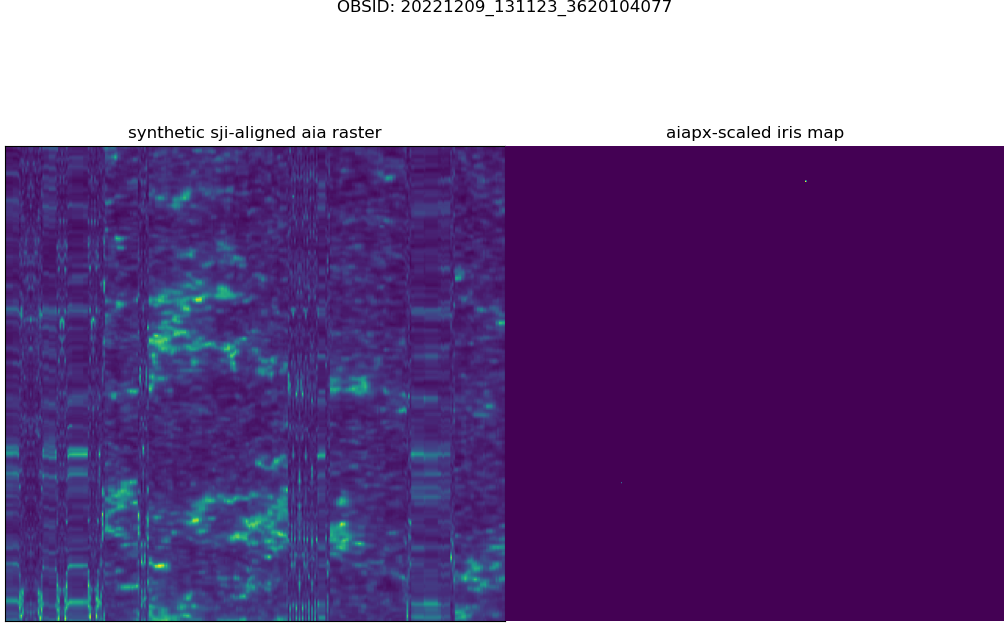 OBSID: 20221209_131123_3620104077
synthetic sji-aligned aia raster
aiapx-scaled iris map